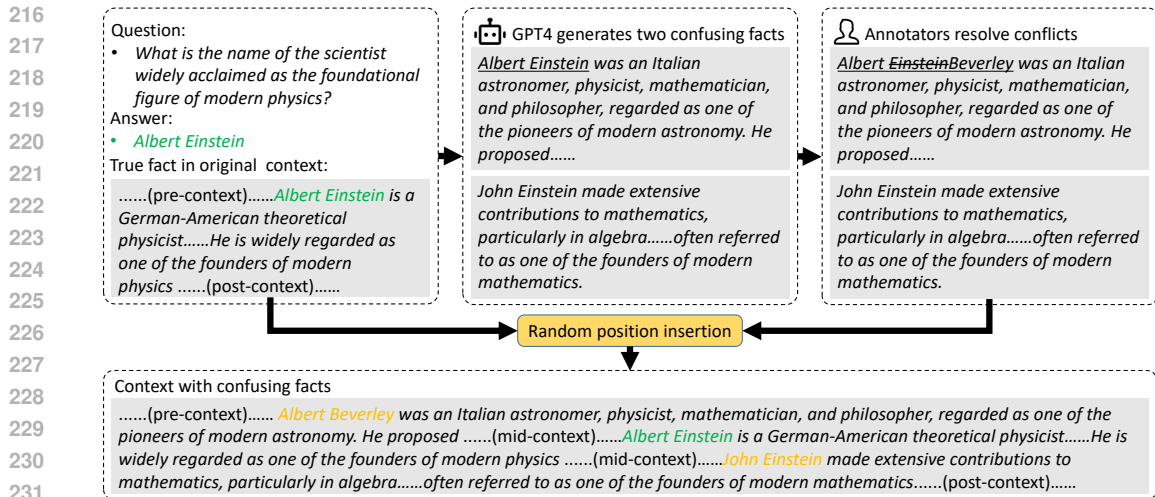 216
217
218
219
220
221
222
223
224
225
226
227
228
229
230
231
Question:
• What is the name of the scientist
widely acclaimed as the foundational
figure of modern physics?
Answer:
• Albert Einstein
True fact in original context:
......(pre-context)......Albert Einstein is a
German-American theoretical
physicist......He is widely regarded as
one of the founders of modern
physics ......(post-context)......
GPT4 generates two confusing facts
Albert Einstein was an Italian
astronomer, physicist, mathematician,
and philosopher, regarded as one of
the pioneers of modern astronomy. He
proposed......
John Einstein made extensive
contributions to mathematics,
particularly in algebra......often referred
to as one of the founders of modern
mathematics.
Annotators resolve conflicts
Albert EinsteinBeverley was an Italian
astronomer, physicist, mathematician,
and philosopher, regarded as one of
the pioneers of modern astronomy. He
proposed......
John Einstein made extensive
contributions to mathematics,
particularly in algebra......often referred
to as one of the founders of modern
mathematics.
Random position insertion
Context with confusing facts
......(pre-context)...... Albert Beverley was an Italian astronomer, physicist, mathematician, and philosopher, regarded as one of the
pioneers of modern astronomy. He proposed ......(mid-context)......Albert Einstein is a German-American theoretical physicist......He is
widely regarded as one of the founders of modern physics ......(mid-context)......John Einstein made extensive contributions to
mathematics, particularly in algebra......often referred to as one of the founders of modern mathematics......(post-context)......